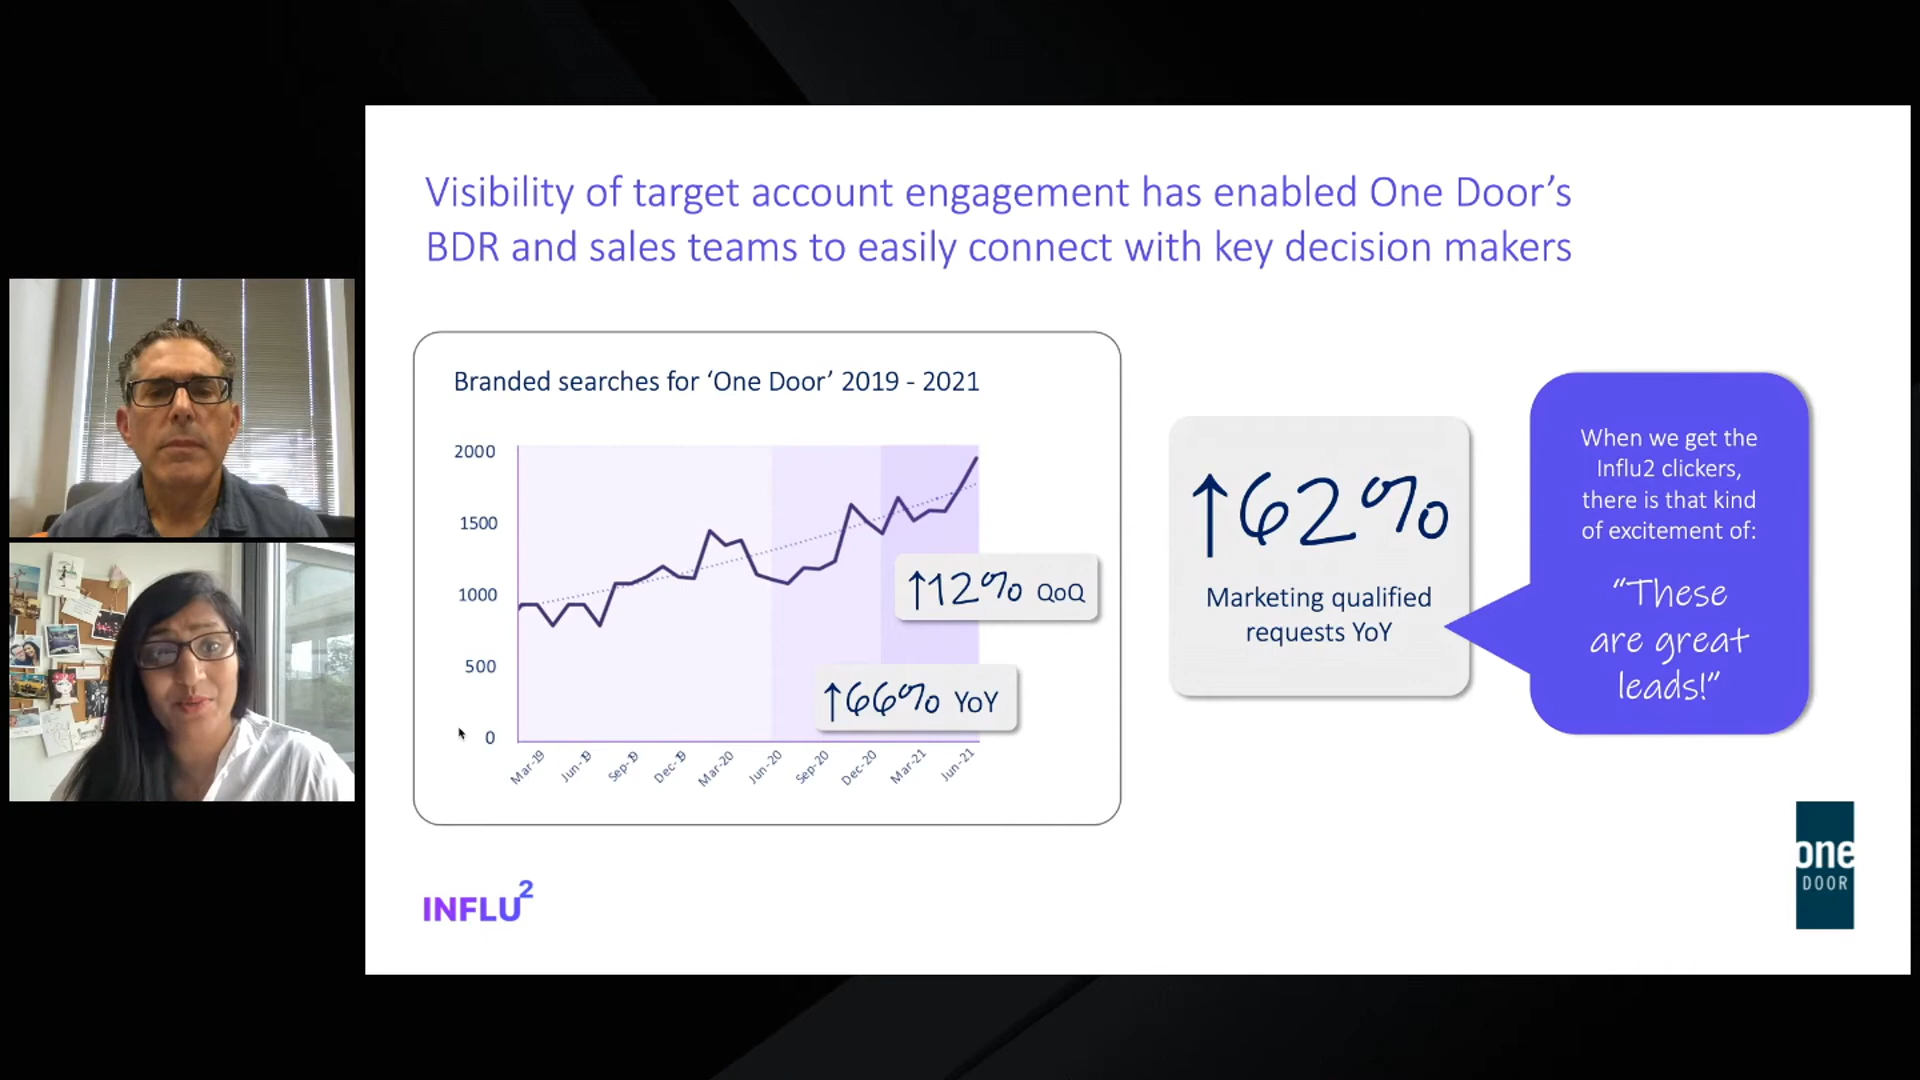 Visibility of target account engagement has enabled One Door’s
BDR and sales teams to easily connect with key decision makers
Branded searches for ‘One Door’ 2019 - 2021
2000
1500
1000
500
0
Mar-19
Jun-19
Sep-19
Dec-19
Mar-20
Jun-20
Sep-20
Dec-20
Mar-21
Jun-21
↑12% QoQ
↑66% YoY
↑62%
Marketing qualified
requests YoY
When we get the
Influ2 clickers,
there is that kind
of excitement of:
“These
are great
leads!”
INFLU²
one
DOOR